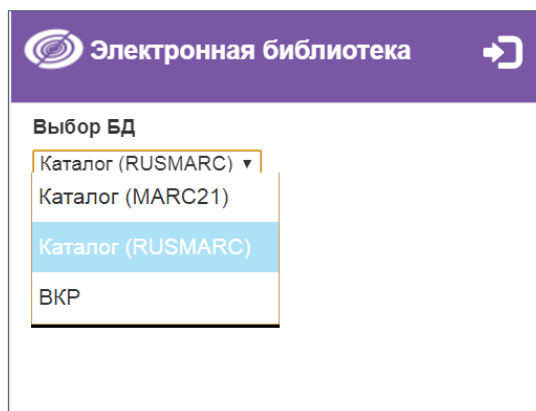 Электронная библиотека
Выбор БД
Каталог (RUSMARC) ▼
Каталог (MARC21)
Каталог (RUSMARC)
ВКР